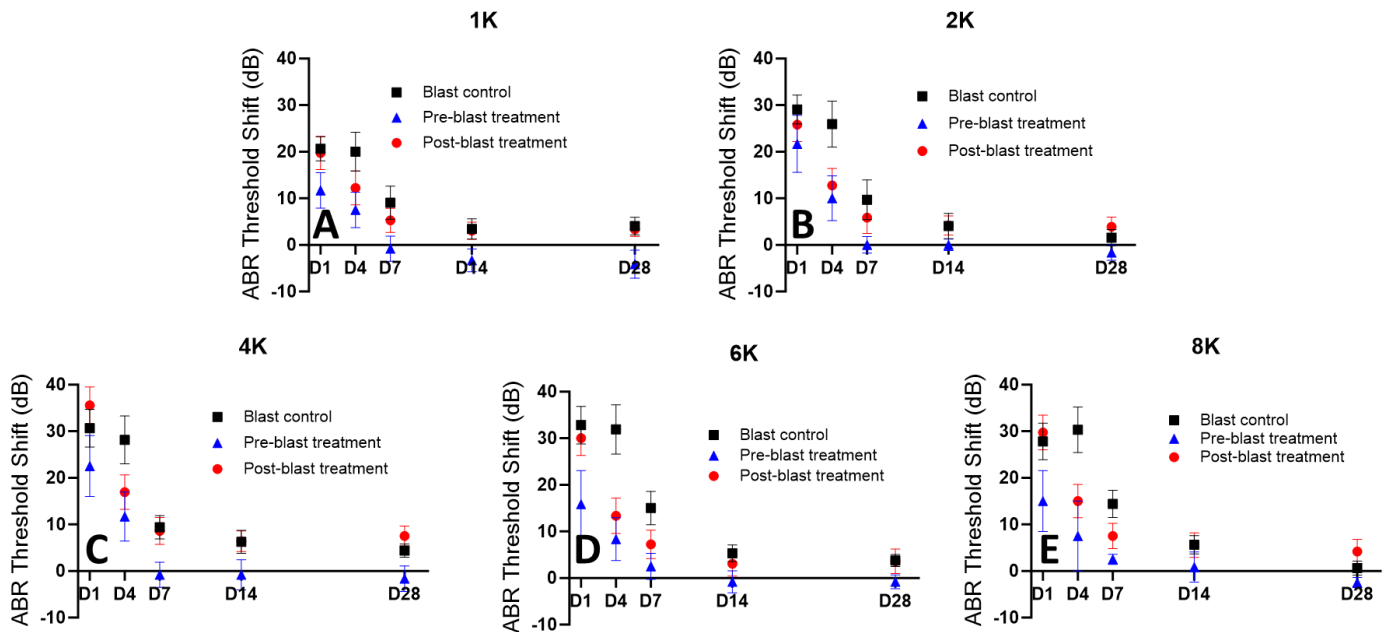 1K
ABR Threshold Shift (dB)
40
30
20
10
0
-10
Blast control
Pre-blast treatment
Post-blast treatment
A
D1 D4 D7 D14 D28
2K
ABR Threshold Shift (dB)
40
30
20
10
0
-10
Blast control
Pre-blast treatment
Post-blast treatment
B
D1 D4 D7 D14 D28
4K
ABR Threshold Shift (dB)
40
30
20
10
0
-10
Blast control
Pre-blast treatment
Post-blast treatment
C
D1 D4 D7 D14 D28
6K
ABR Threshold Shift (dB)
40
30
20
10
0
-10
Blast control
Pre-blast treatment
Post-blast treatment
D
D1 D4 D7 D14 D28
8K
ABR Threshold Shift (dB)
40
30
20
10
0
-10
Blast control
Pre-blast treatment
Post-blast treatment
E
D1 D4 D7 D14 D28